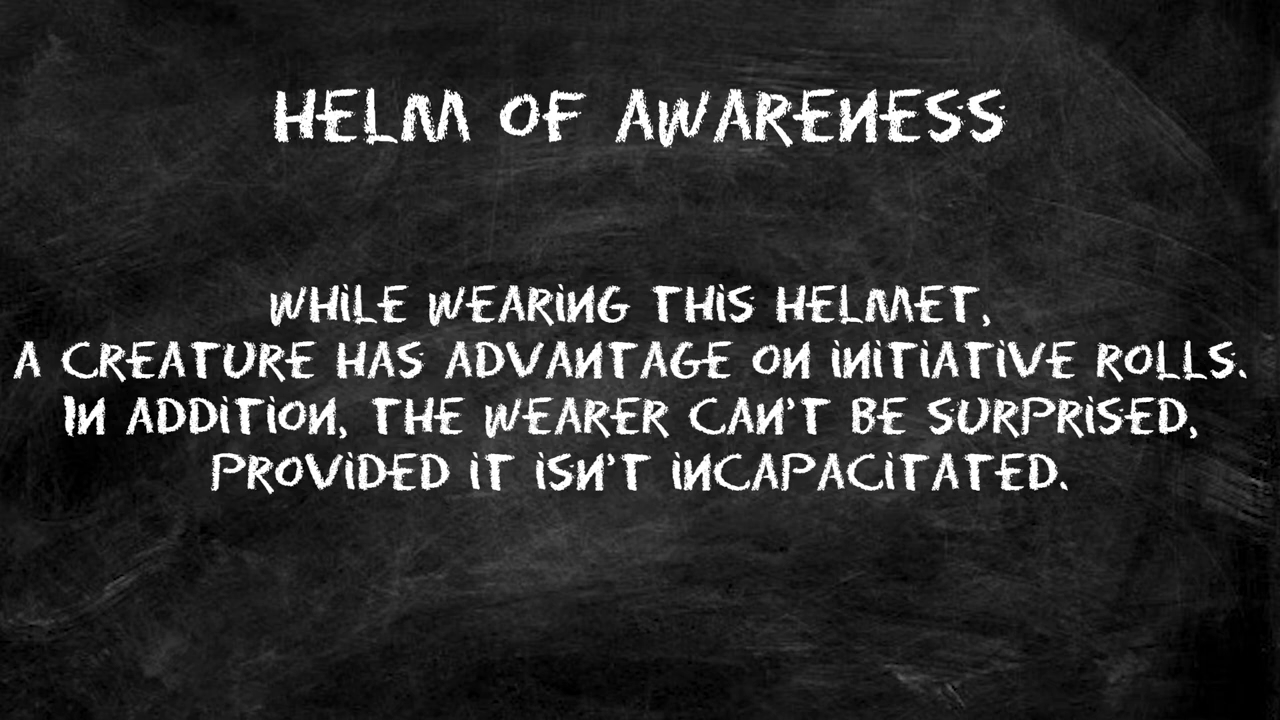 HELM OF AWARENESS
WHILE WEARING THIS HELMET,
A CREATURE HAS ADVANTAGE ON INITIATIVE ROLLS.
IN ADDITION, THE WEARER CAN'T BE SURPRISED,
PROVIDED IT ISN'T INCAPACITATED.